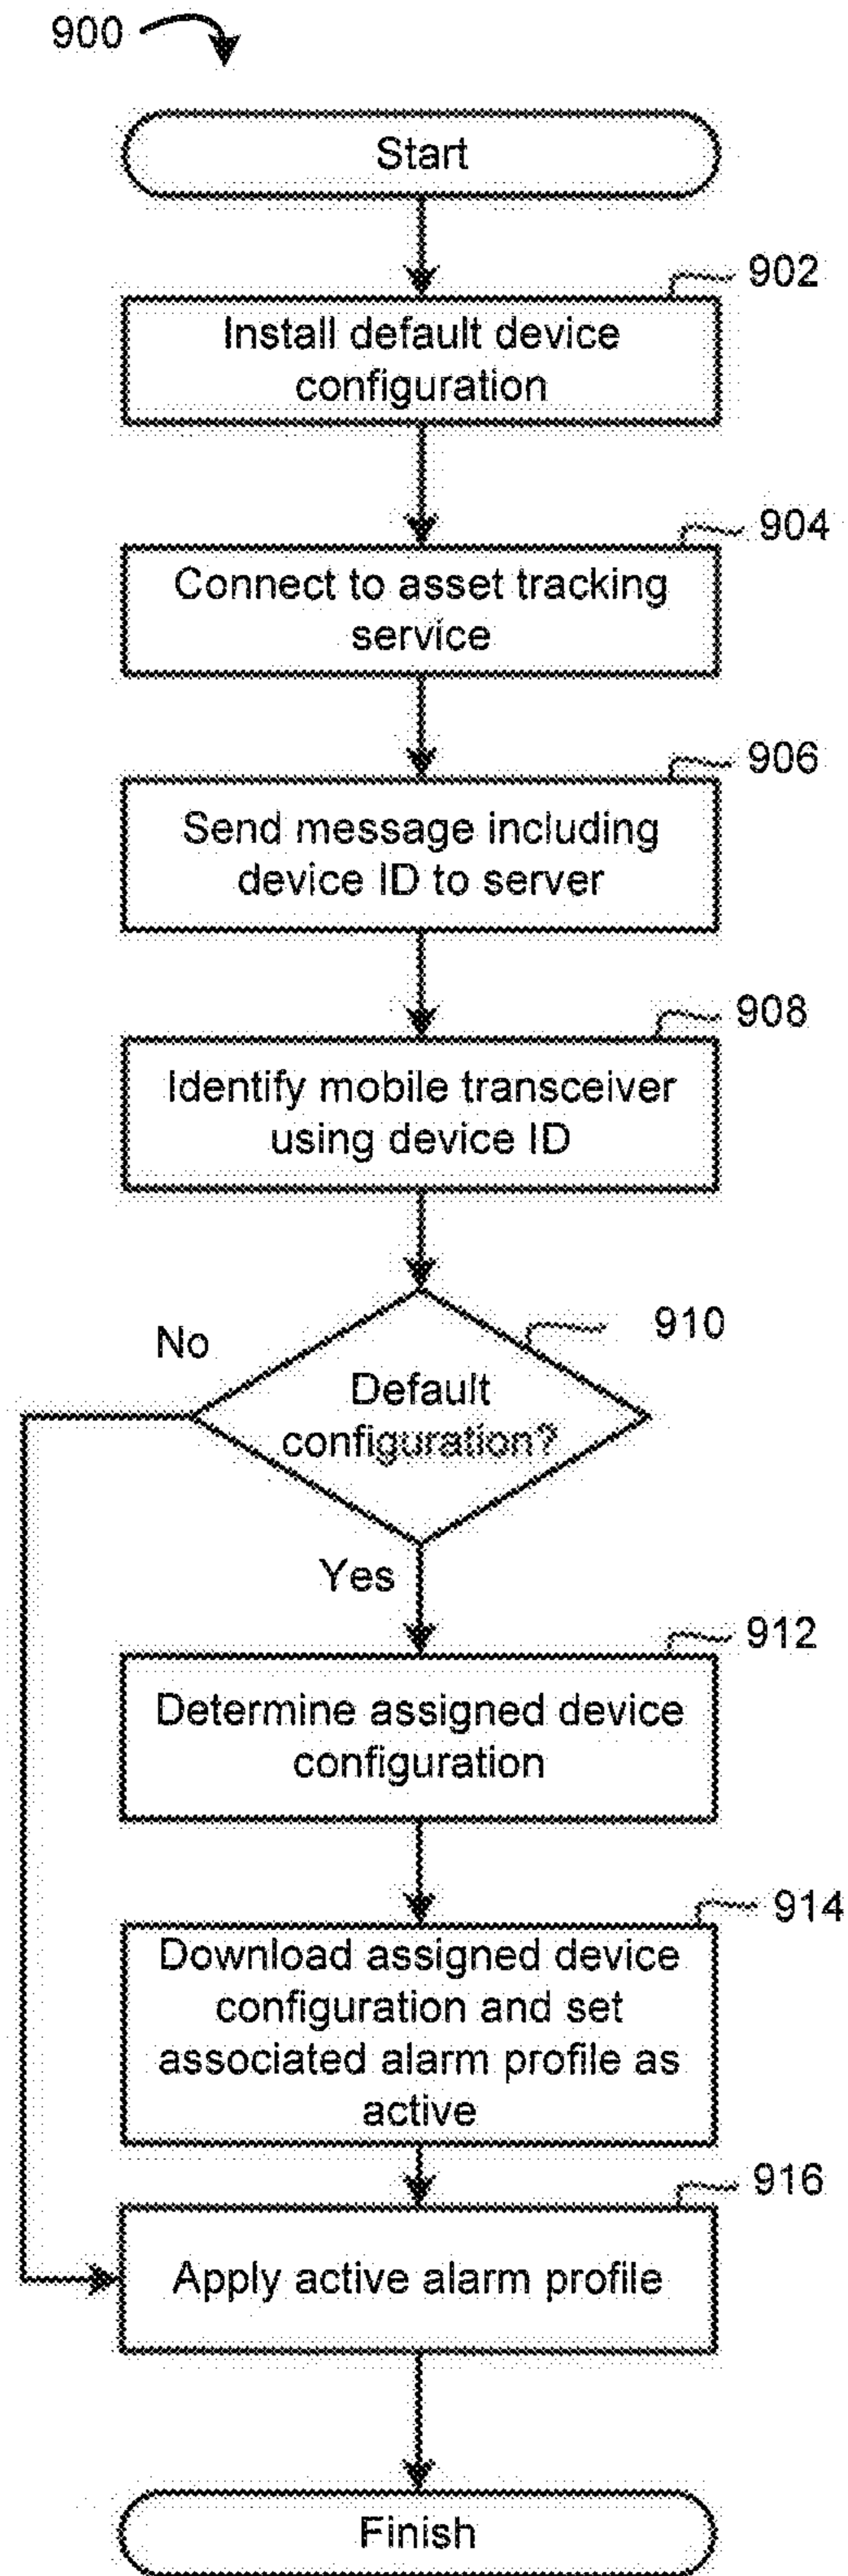 900
Start
902
Install default device
configuration
904
Connect to asset tracking
service
906
Send message including
device ID to server
908
Identify mobile transceiver
using device ID
910
No
Default
configuration?
Yes
912
Determine assigned device
configuration
914
Download assigned device
configuration and set
associated alarm profile as
active
916
Apply active alarm profile
Finish